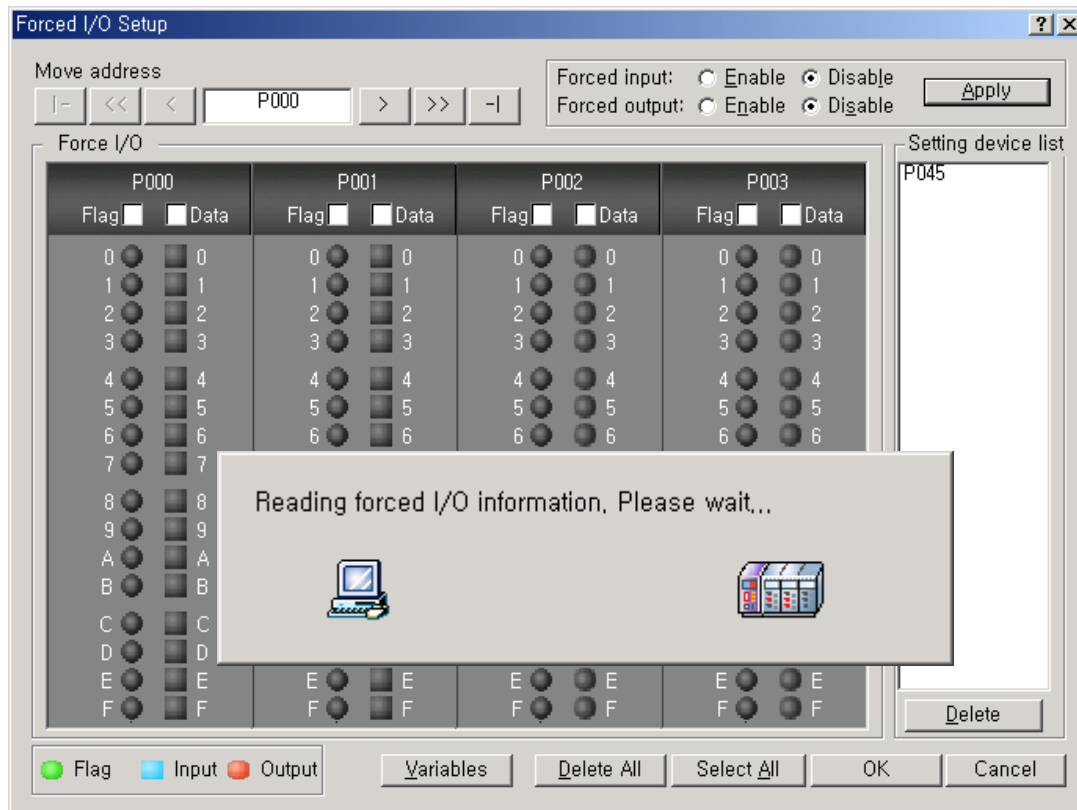 Forced I/O Setup
Move address
|- << < P000 > >> -|
Forced input: Enable Disable
Forced output: Enable Disable
Apply
Force I/O
Setting device list
P000 P001 P002 P003
P045
Flag Data Flag Data Flag Data Flag Data
0 0 0 0 0 0 0 0
1 1 1 1 1 1 1 1
2 2 2 2 2 2 2 2
3 3 3 3 3 3 3 3
4 4 4 4 4 4 4 4
5 5 5 5 5 5 5 5
6 6 6 6 6 6 6 6
7 7
Reading forced I/O information, Please wait,,,
8 8
9 9
A A
B B
C C
D D
E E E E E E E E
F F F F F F F F
Delete
Flag Input Output
Variables Delete All Select All OK Cancel